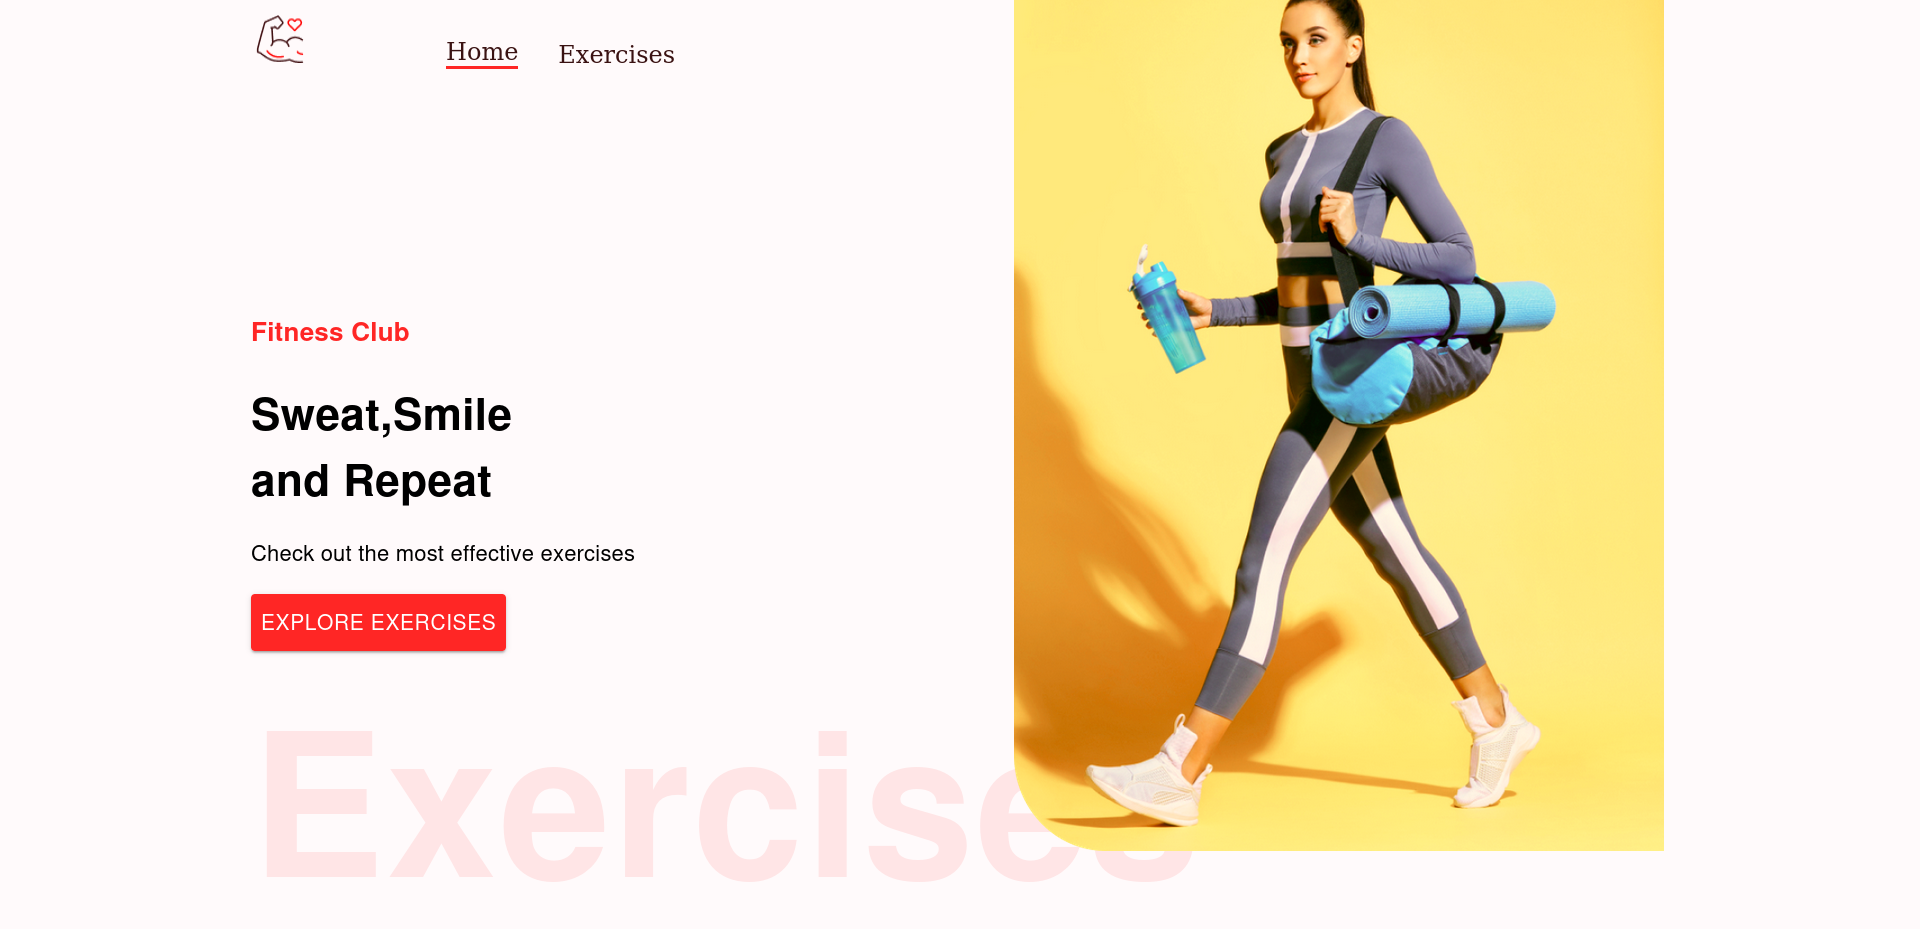 Home
Exercises
Fitness Club
Sweat,Smile
and Repeat
Check out the most effective exercises
EXPLORE EXERCISES
Exercises